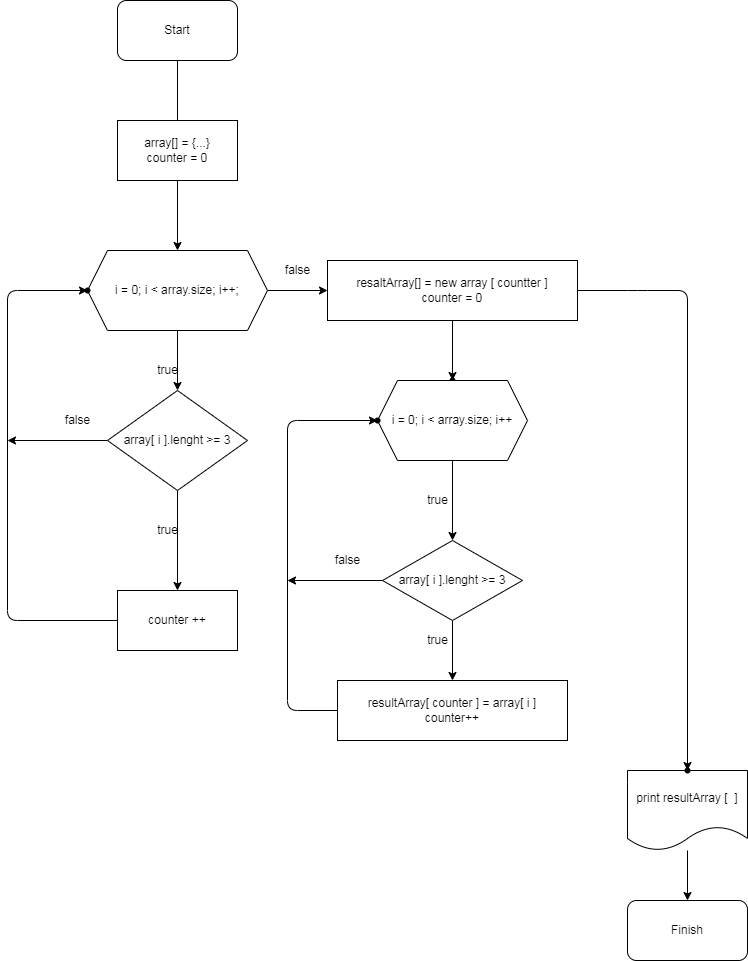 Start
array[] = {...}
counter = 0
i = 0; i < array.size; i++;
false
resaltArray[] = new array [ countter ]
counter = 0
true
false
array[ i ].lenght >= 3
true
counter ++
i = 0; i < array.size; i++
true
false
array[ i ].lenght >= 3
true
resultArray[ counter ] = array[ i ]
counter++
print resultArray [  ]
Finish